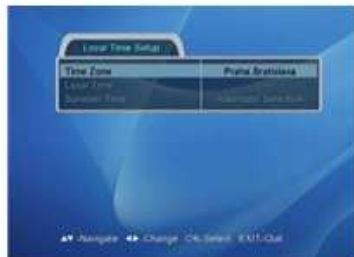 Local Time Setup
Time Zone Praha Bratislava
Local Time
Summer Time Automatic Selection
▲▼:Navigate ◀▶:Change OK:Select EXIT:Quit